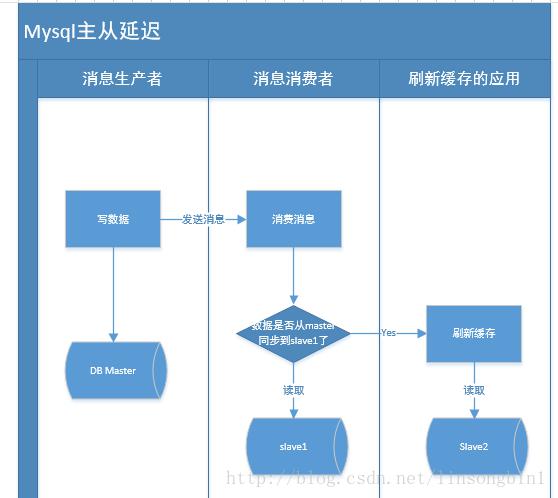 Mysql主从延迟
消息生产者
消息消费者
刷新缓存的应用
写数据
发送消息
消费消息
数据是否从master
同步到slave1了
Yes
刷新缓存
DB Master
读取
读取
slave1
Slave2
http://blog.csdn.net/linsongbin1